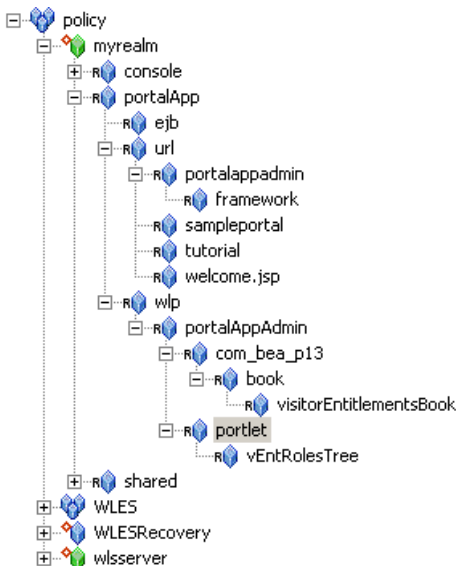 policy
myrealm
R console
R portalApp
R ejb
R url
R portalappadmin
R framework
R sampleportal
R tutorial
R welcome.jsp
R wlp
R portalAppAdmin
R com_bea_p13
R book
R visitorEntitlementsBook
R portlet
R vEntRolesTree
R shared
WLES
WLESRecovery
wlsserver